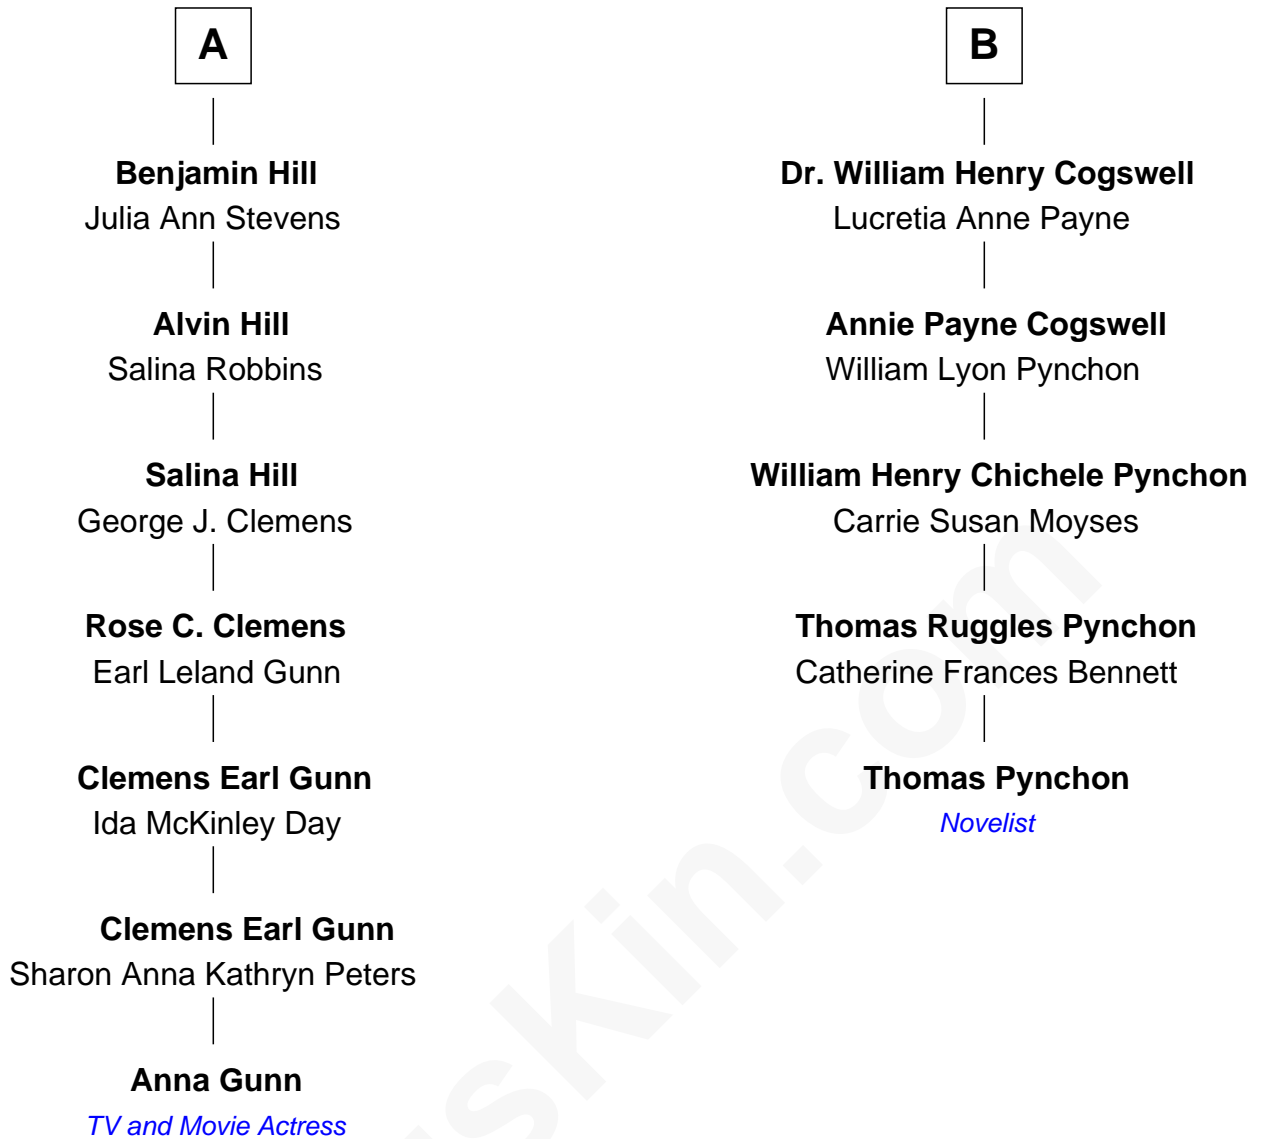 A
Benjamin Hill
Julia Ann Stevens
Alvin Hill
Salina Robbins
Salina Hill
George J. Clemens
Rose C. Clemens
Earl Leland Gunn
Clemens Earl Gunn
Ida McKinley Day
Clemens Earl Gunn
Sharon Anna Kathryn Peters
Anna Gunn
TV and Movie Actress
B
Dr. William Henry Cogswell
Lucretia Anne Payne
Annie Payne Cogswell
William Lyon Pynchon
William Henry Chichele Pynchon
Carrie Susan Moyses
Thomas Ruggles Pynchon
Catherine Frances Bennett
Thomas Pynchon
Novelist
sKin.com